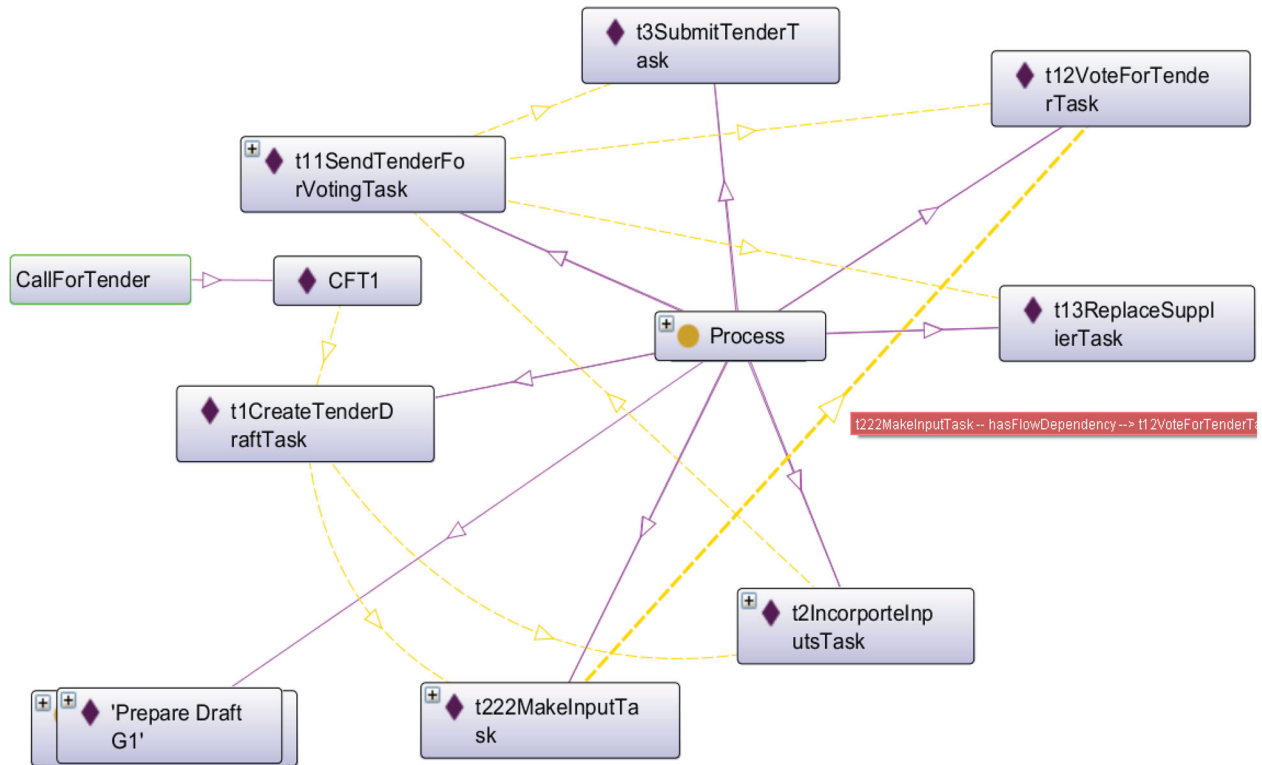 t3SubmitTenderT
ask
t12VoteForTende
rTask
t11SendTenderFo
rVotingTask
CallForTender
CFT1
Process
t13ReplaceSuppl
ierTask
t1CreateTenderD
raftTask
t222MakeInputTask -- hasFlowDependency --> t12VoteForTenderTa
t2IncorporteInp
utsTask
'Prepare Draft
G1'
t222MakeInputTa
sk